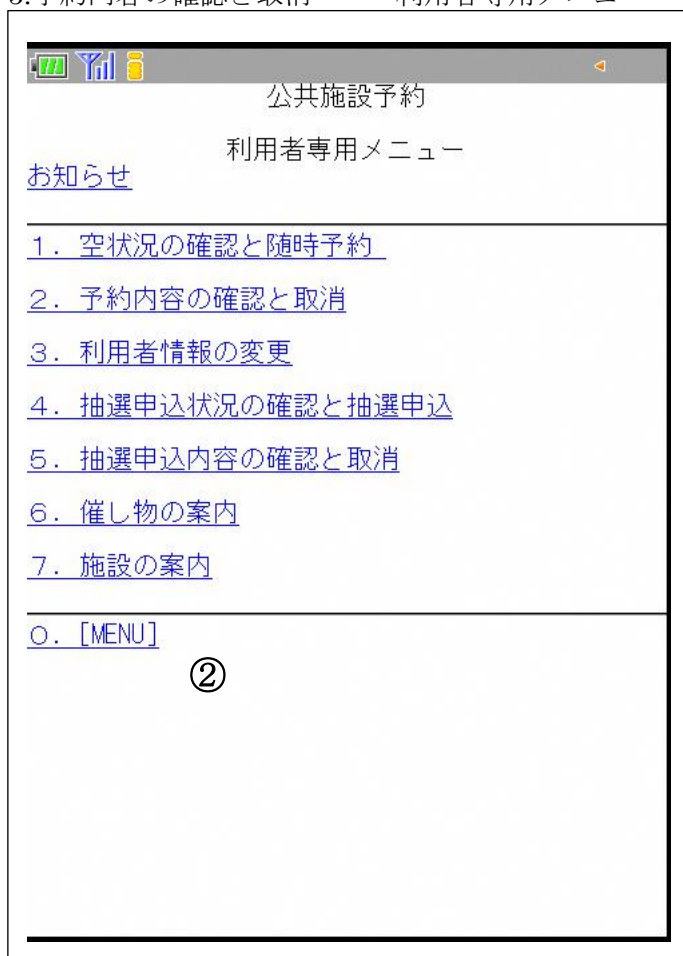 公共施設予約
利用者専用メニュー
お知らせ
1. 空状況の確認と随時予約
2. 予約内容の確認と取消
3. 利用者情報の変更
4. 抽選申込状況の確認と抽選申込
5. 抽選申込内容の確認と取消
6. 催し物の案内
7. 施設の案内
0. [MENU]
②